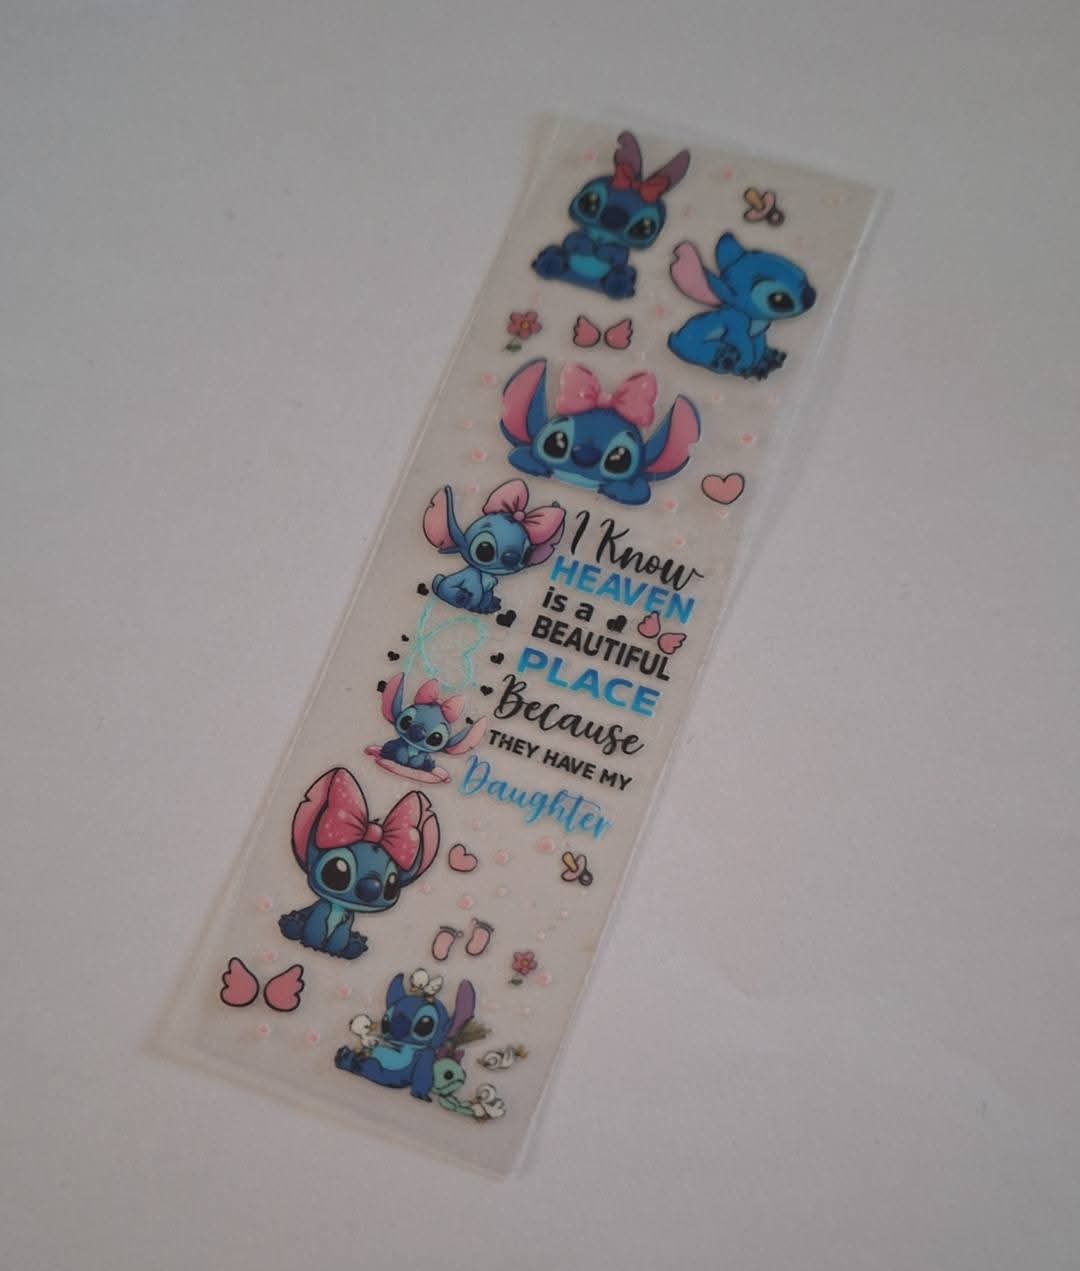 I Know
HEAVEN
is a
BEAUTIFUL
PLACE
Because
THEY HAVE MY
Daughter